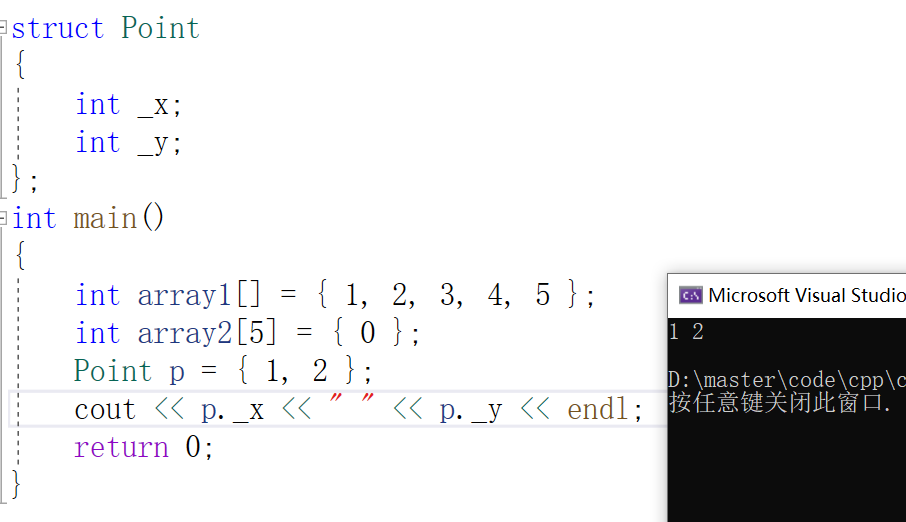 struct Point
{
    int _x;
    int _y;
};
int main()
{
    int array1[] = { 1, 2, 3, 4, 5 };
    int array2[5] = { 0 };
    Point p = { 1, 2 };
    cout << p._x << " " << p._y << endl;
    return 0;
}
Microsoft Visual Studio
1 2
D:\master\code\cpp\c
按任意键关闭此窗口.